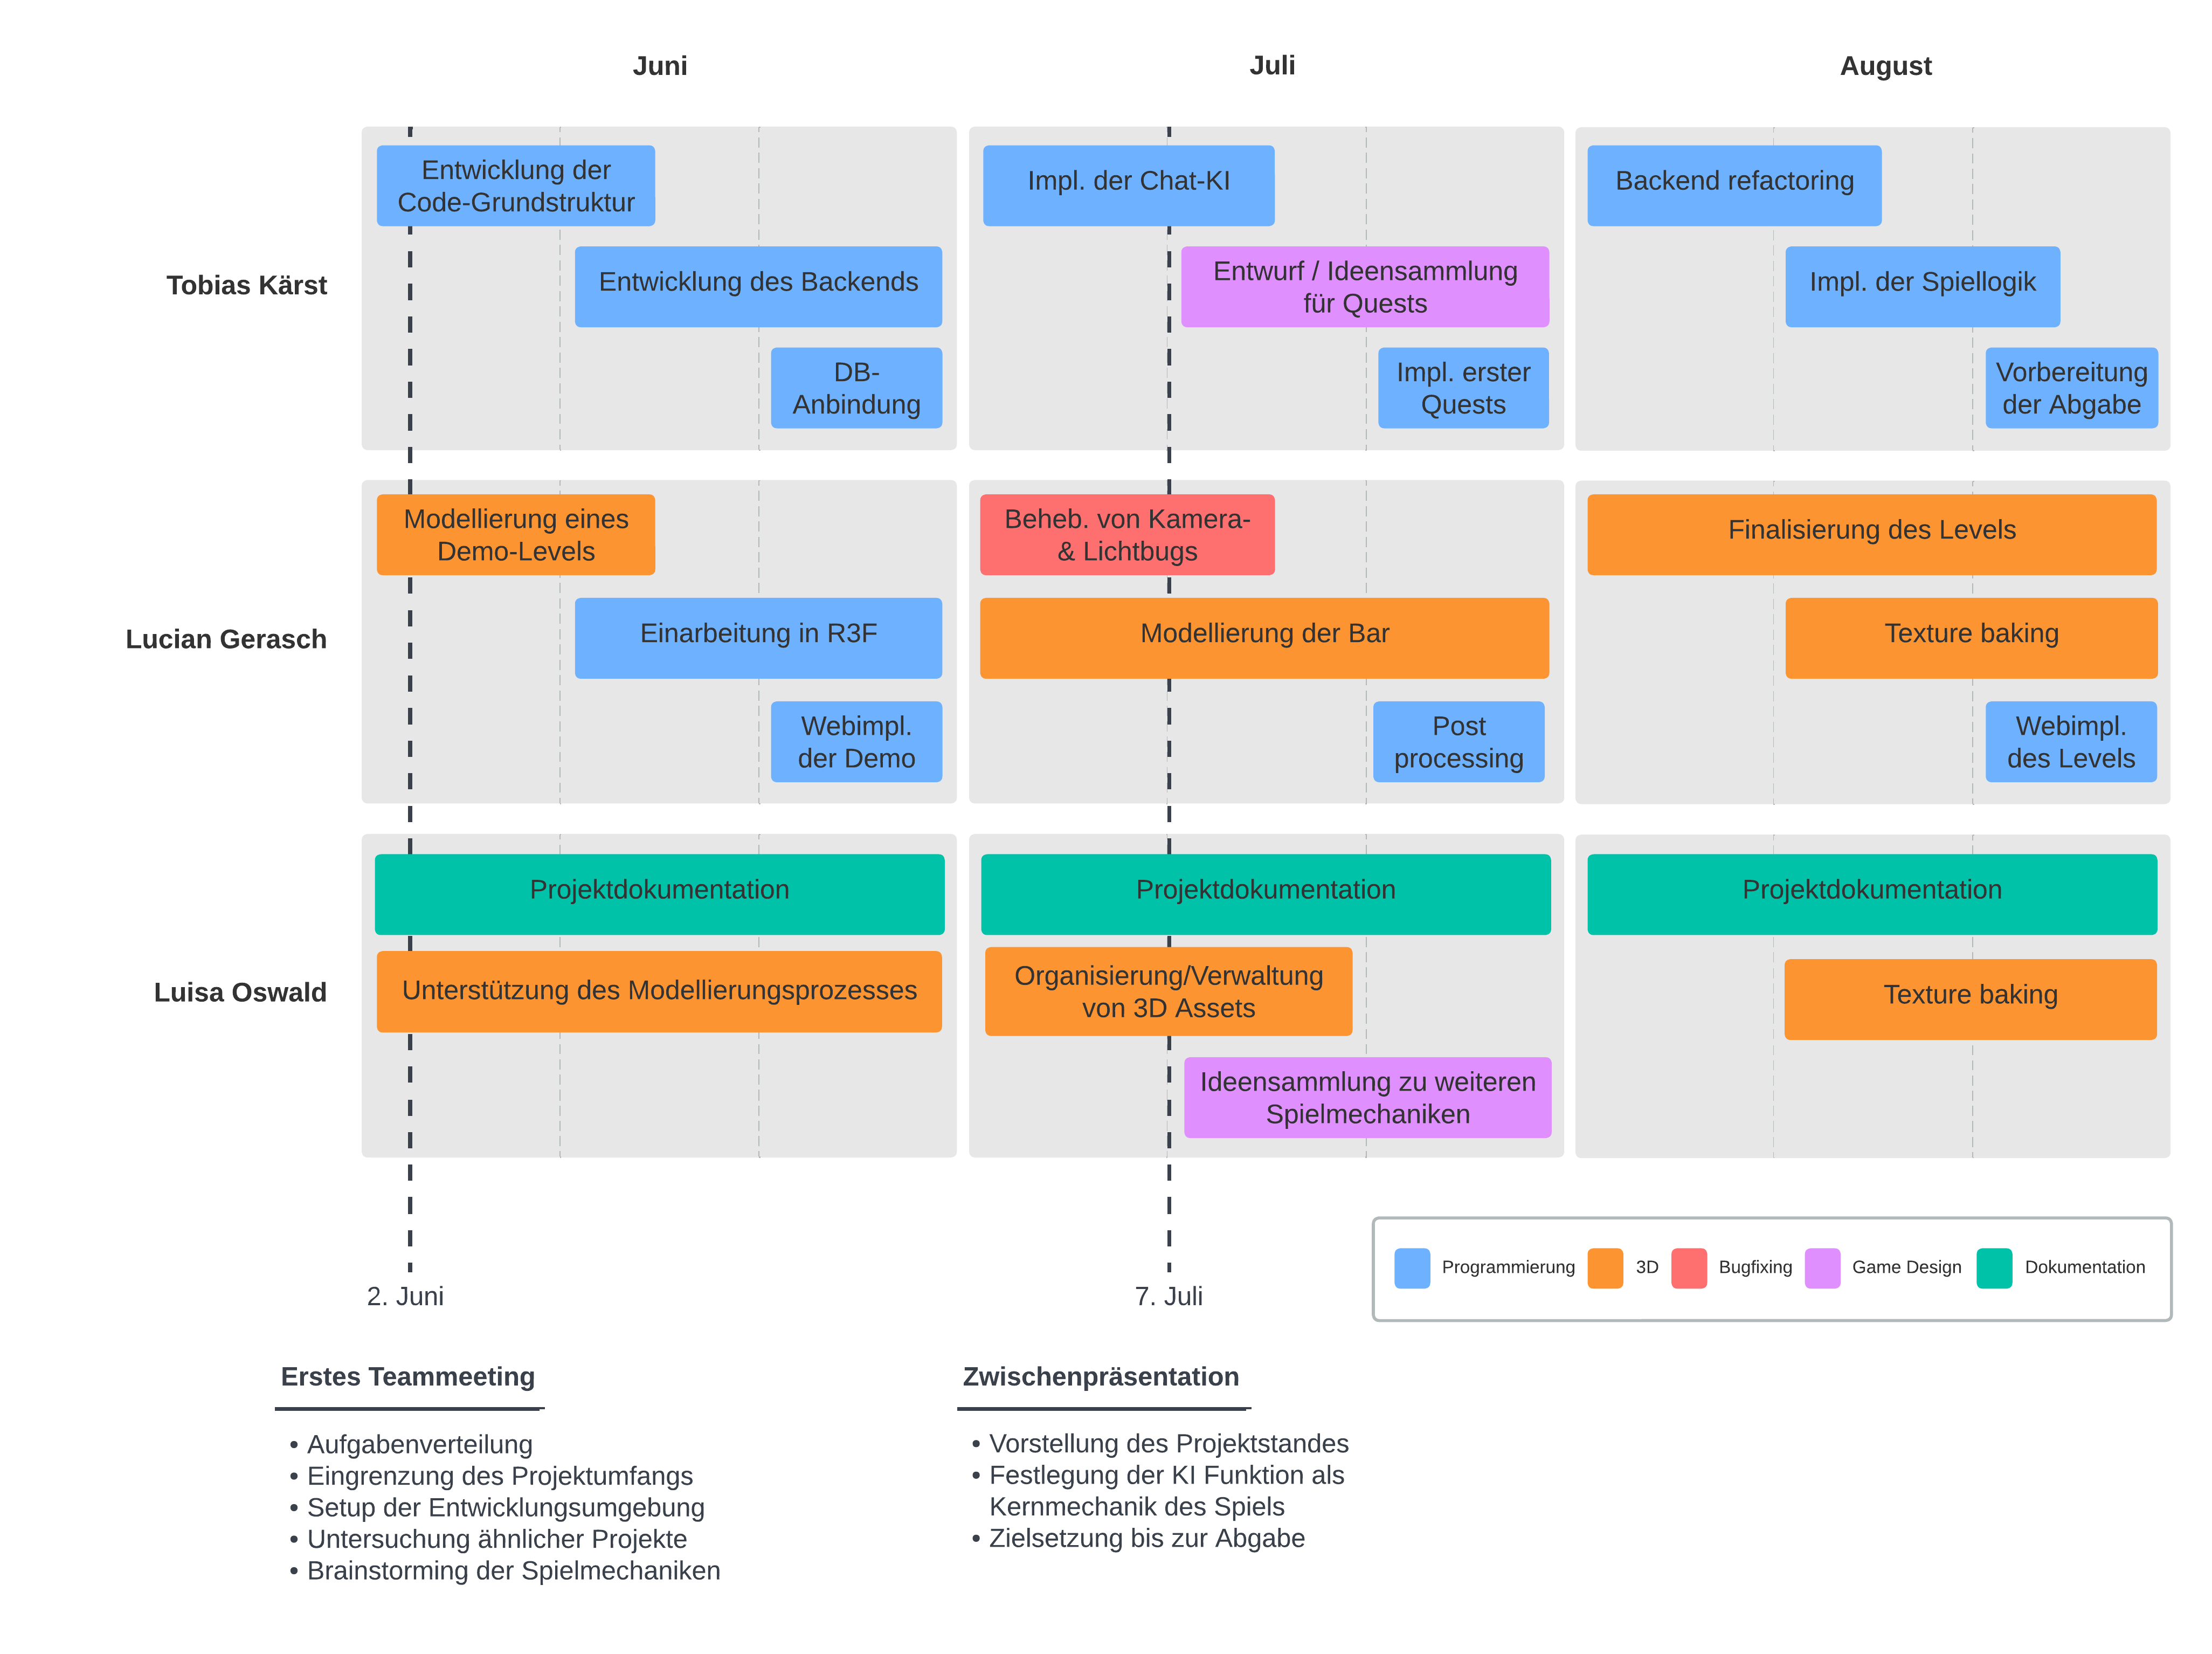 Juni
Juli
August
Tobias Kärst
Entwicklung der
Code-Grundstruktur
Entwicklung des Backends
DB-
Anbindung
Impl. der Chat-KI
Entwurf / Ideensammlung
für Quests
Impl. erster
Quests
Backend refactoring
Impl. der Spiellogik
Vorbereitung
der Abgabe
Lucian Gerasch
Modellierung eines
Demo-Levels
Einarbeitung in R3F
Webimpl.
der Demo
Beheb. von Kamera-
& Lichtbugs
Modellierung der Bar
Post
processing
Finalisierung des Levels
Texture baking
Webimpl.
des Levels
Luisa Oswald
Projektdokumentation
Unterstützung des Modellierungsprozesses
Projektdokumentation
Organisierung/Verwaltung
von 3D Assets
Ideensammlung zu weiteren
Spielmechaniken
Projektdokumentation
Texture baking
Programmierung
3D
Bugfixing
Game Design
Dokumentation
2. Juni
7. Juli
Erstes Teammeeting
• Aufgabenverteilung
• Eingrenzung des Projektumfangs
• Setup der Entwicklungsumgebung
• Untersuchung ähnlicher Projekte
• Brainstorming der Spielmechaniken
Zwischenpräsentation
• Vorstellung des Projektstandes
• Festlegung der KI Funktion als
Kernmechanik des Spiels
• Zielsetzung bis zur Abgabe